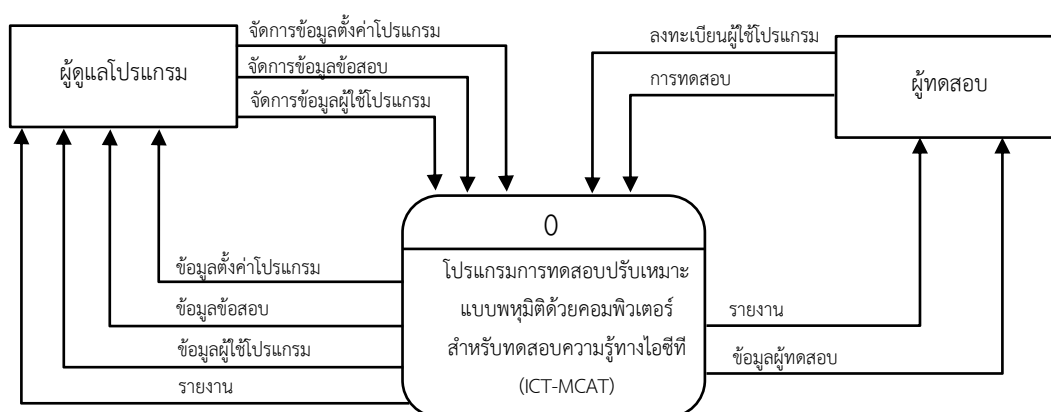 จัดการข้อมูลตั้งค่าโปรแกรม
ลงทะเบียนผู้ใช้โปรแกรม
ผู้ดูแลโปรแกรม
จัดการข้อมูลข้อสอบ
การทดสอบ
ผู้ทดสอบ
จัดการข้อมูลผู้ใช้โปรแกรม
0
ข้อมูลตั้งค่าโปรแกรม
โปรแกรมการทดสอบปรับเหมาะ
แบบพหุมิติด้วยคอมพิวเตอร์
สำหรับทดสอบความรู้ทางไอซีที
(ICT-MCAT)
ข้อมูลข้อสอบ
รายงาน
ข้อมูลผู้ใช้โปรแกรม
ข้อมูลผู้ทดสอบ
รายงาน